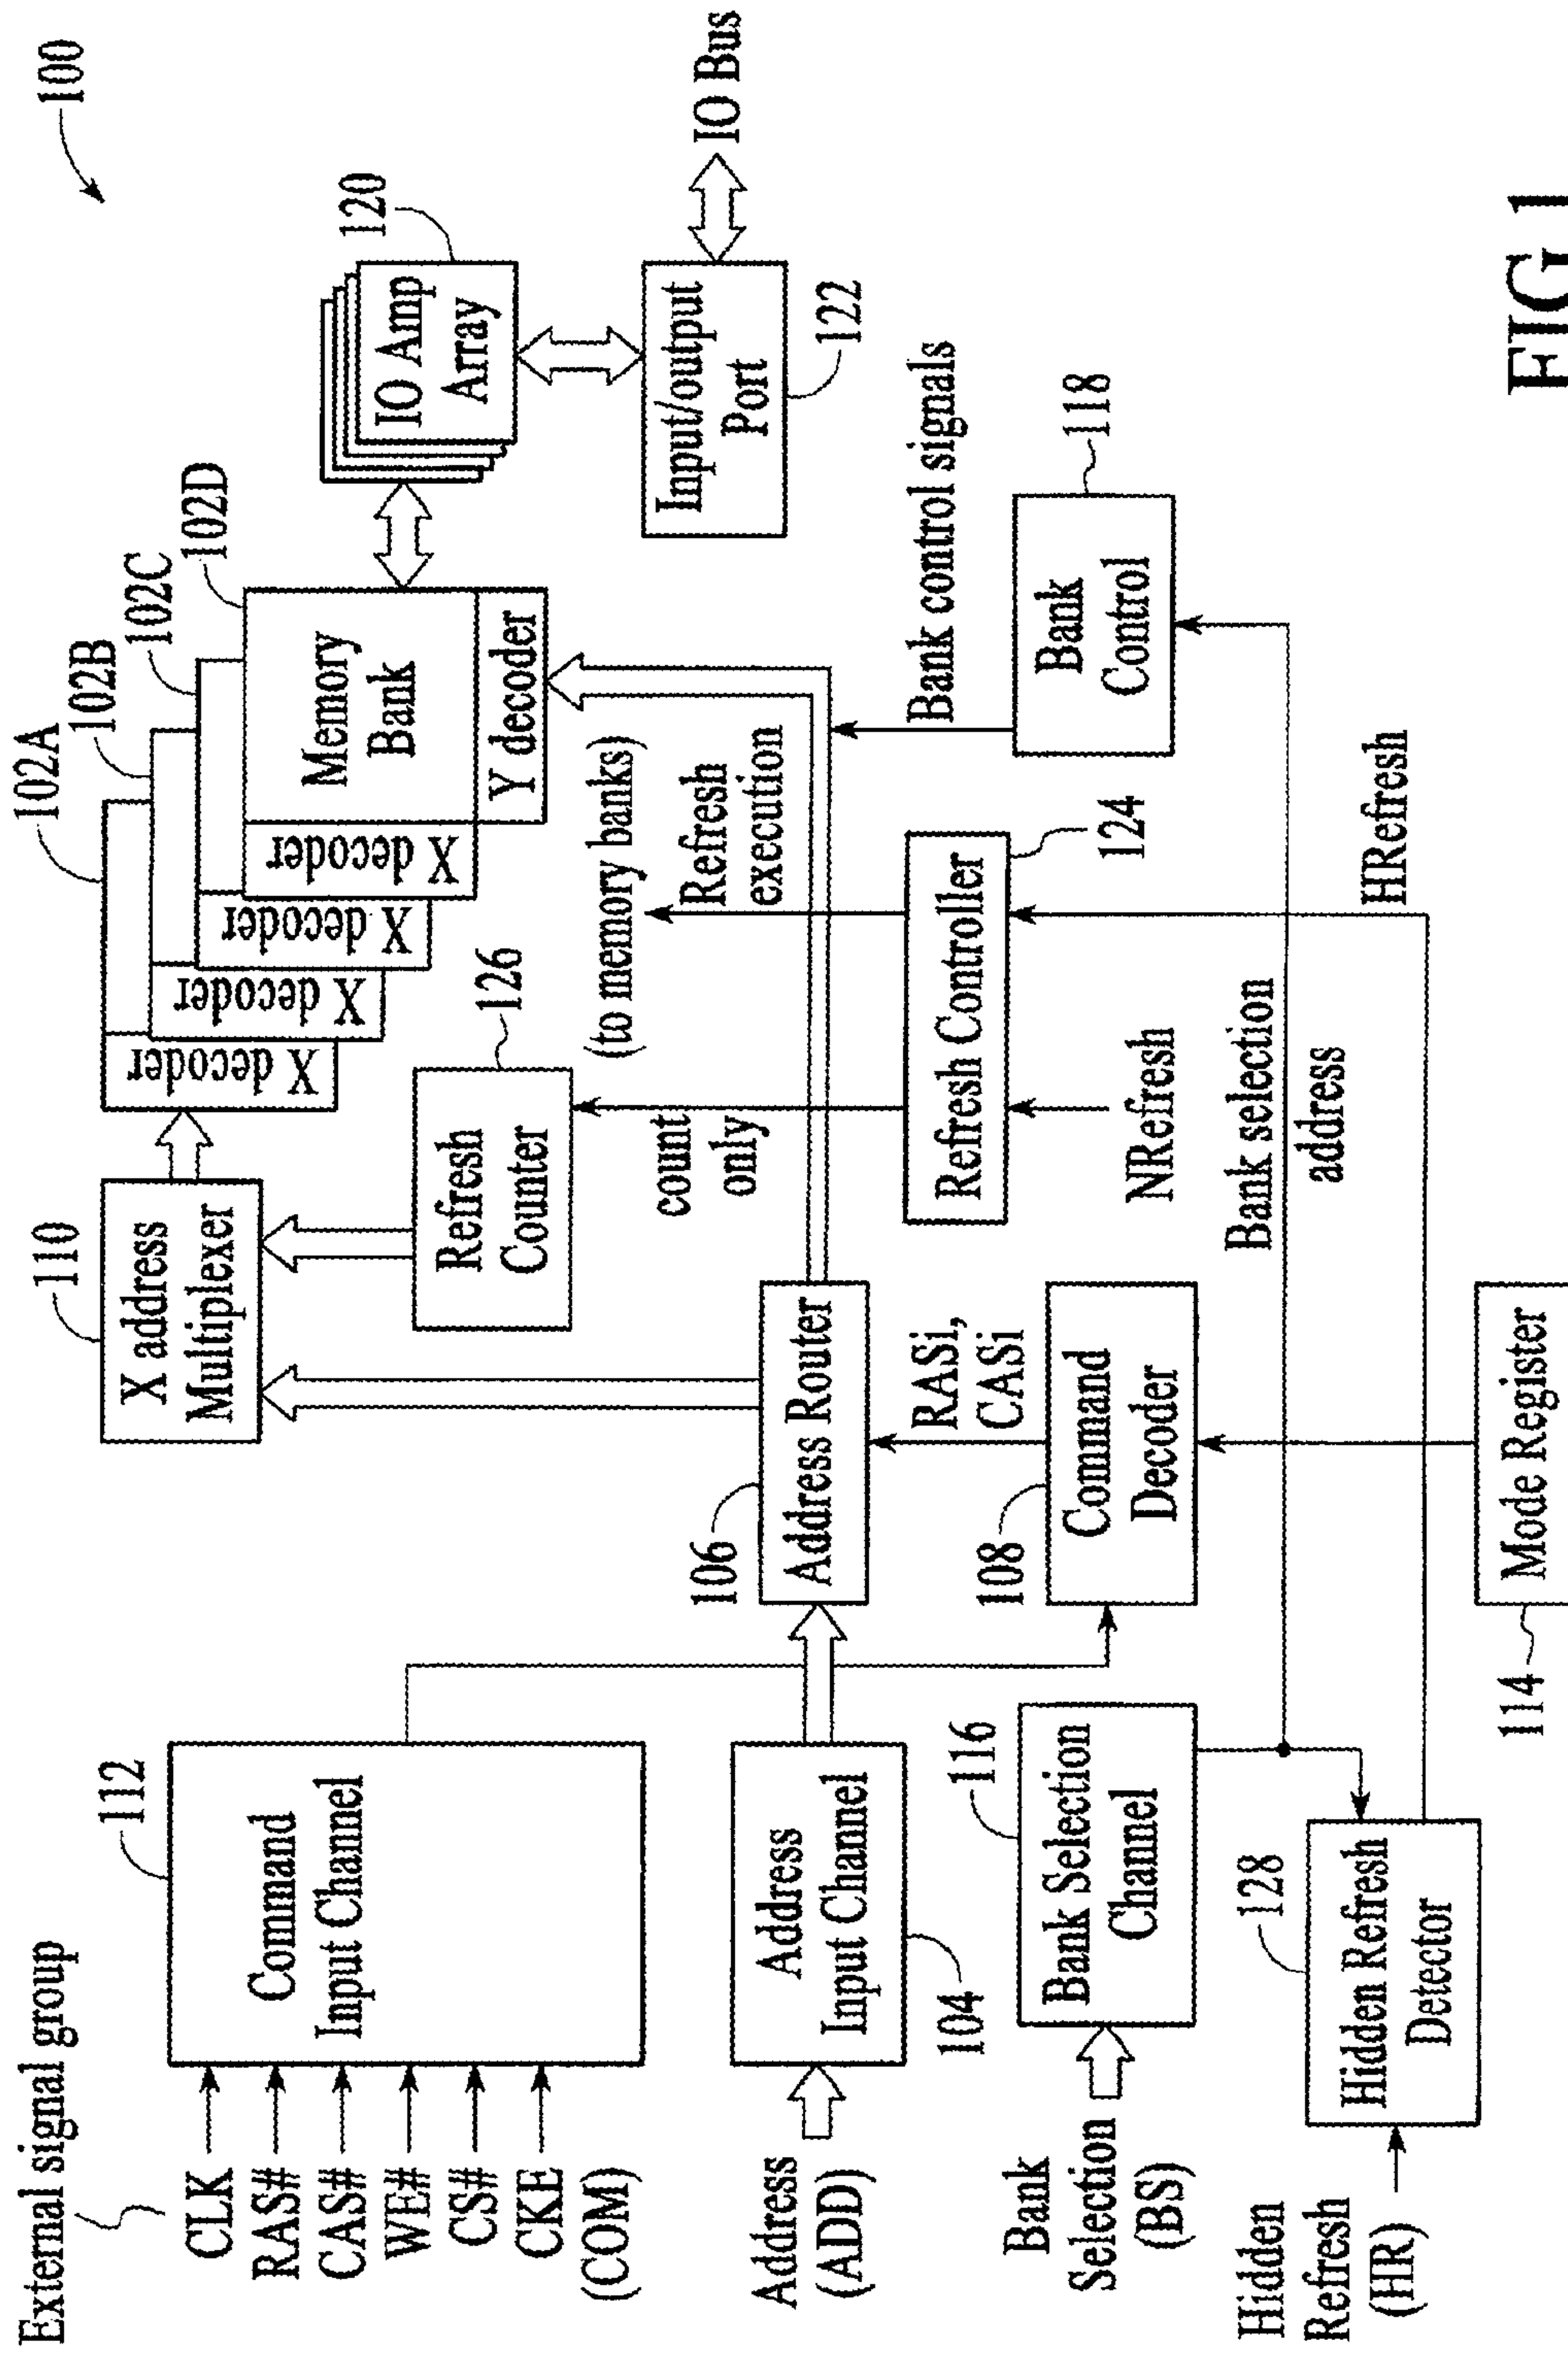 100
External signal group
CLK
RAS#
CAS#
WE#
CS#
CKE
(COM)
112
Command
Input Channel
Address
(ADD)
Address
Input Channel
104
Bank
Selection
(BS)
116
Bank Selection
Channel
Hidden
Refresh
(HR)
128
Hidden Refresh
Detector
110
X address
Multiplexer
126
Refresh
Counter
106
Address Router
RASi,
CASi
108
Command
Decoder
114
Mode Register
102A
102B
102C
102D
X decoder
X decoder
X decoder
X decoder
Memory
Bank
Y decoder
(to memory banks)
Refresh
execution
count
only
Refresh Controller
124
NRefresh
HRefresh
Bank selection
address
Bank control signals
Bank
Control
118
120
IO Amp
Array
Input/output
Port
122
IO Bus
FIG 1